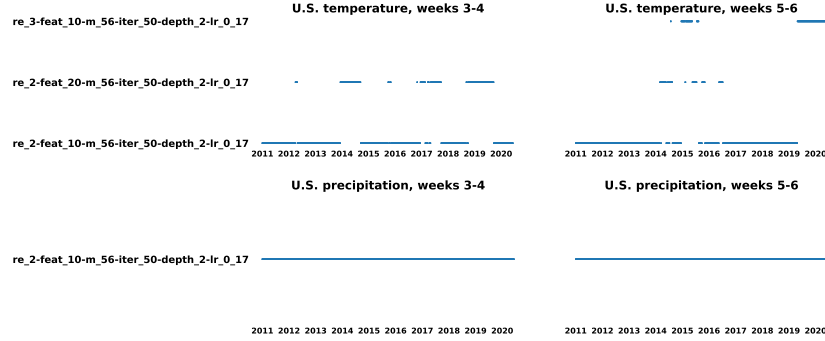 U.S. temperature, weeks 3-4
U.S. temperature, weeks 5-6
re_3-feat_10-m_56-iter_50-depth_2-lr_0_17
re_2-feat_20-m_56-iter_50-depth_2-lr_0_17
re_2-feat_10-m_56-iter_50-depth_2-lr_0_17
2011 2012 2013 2014 2015 2016 2017 2018 2019 2020
2011 2012 2013 2014 2015 2016 2017 2018 2019 2020
U.S. precipitation, weeks 3-4
U.S. precipitation, weeks 5-6
re_2-feat_10-m_56-iter_50-depth_2-lr_0_17
2011 2012 2013 2014 2015 2016 2017 2018 2019 2020
2011 2012 2013 2014 2015 2016 2017 2018 2019 2020